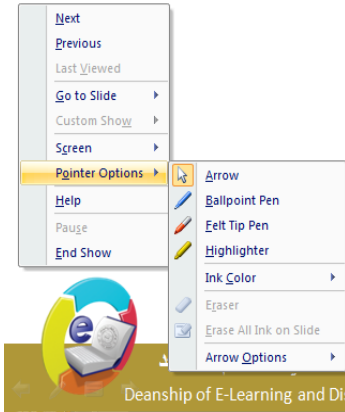 Next
Previous
Last Viewed
Go to Slide
Custom Show
Screen
Pointer Options
Help
Pause
End Show
Arrow
Ballpoint Pen
Felt Tip Pen
Highlighter
Ink Color
Eraser
Erase All Ink on Slide
Arrow Options
e
Deanship of E-Learning and Dis